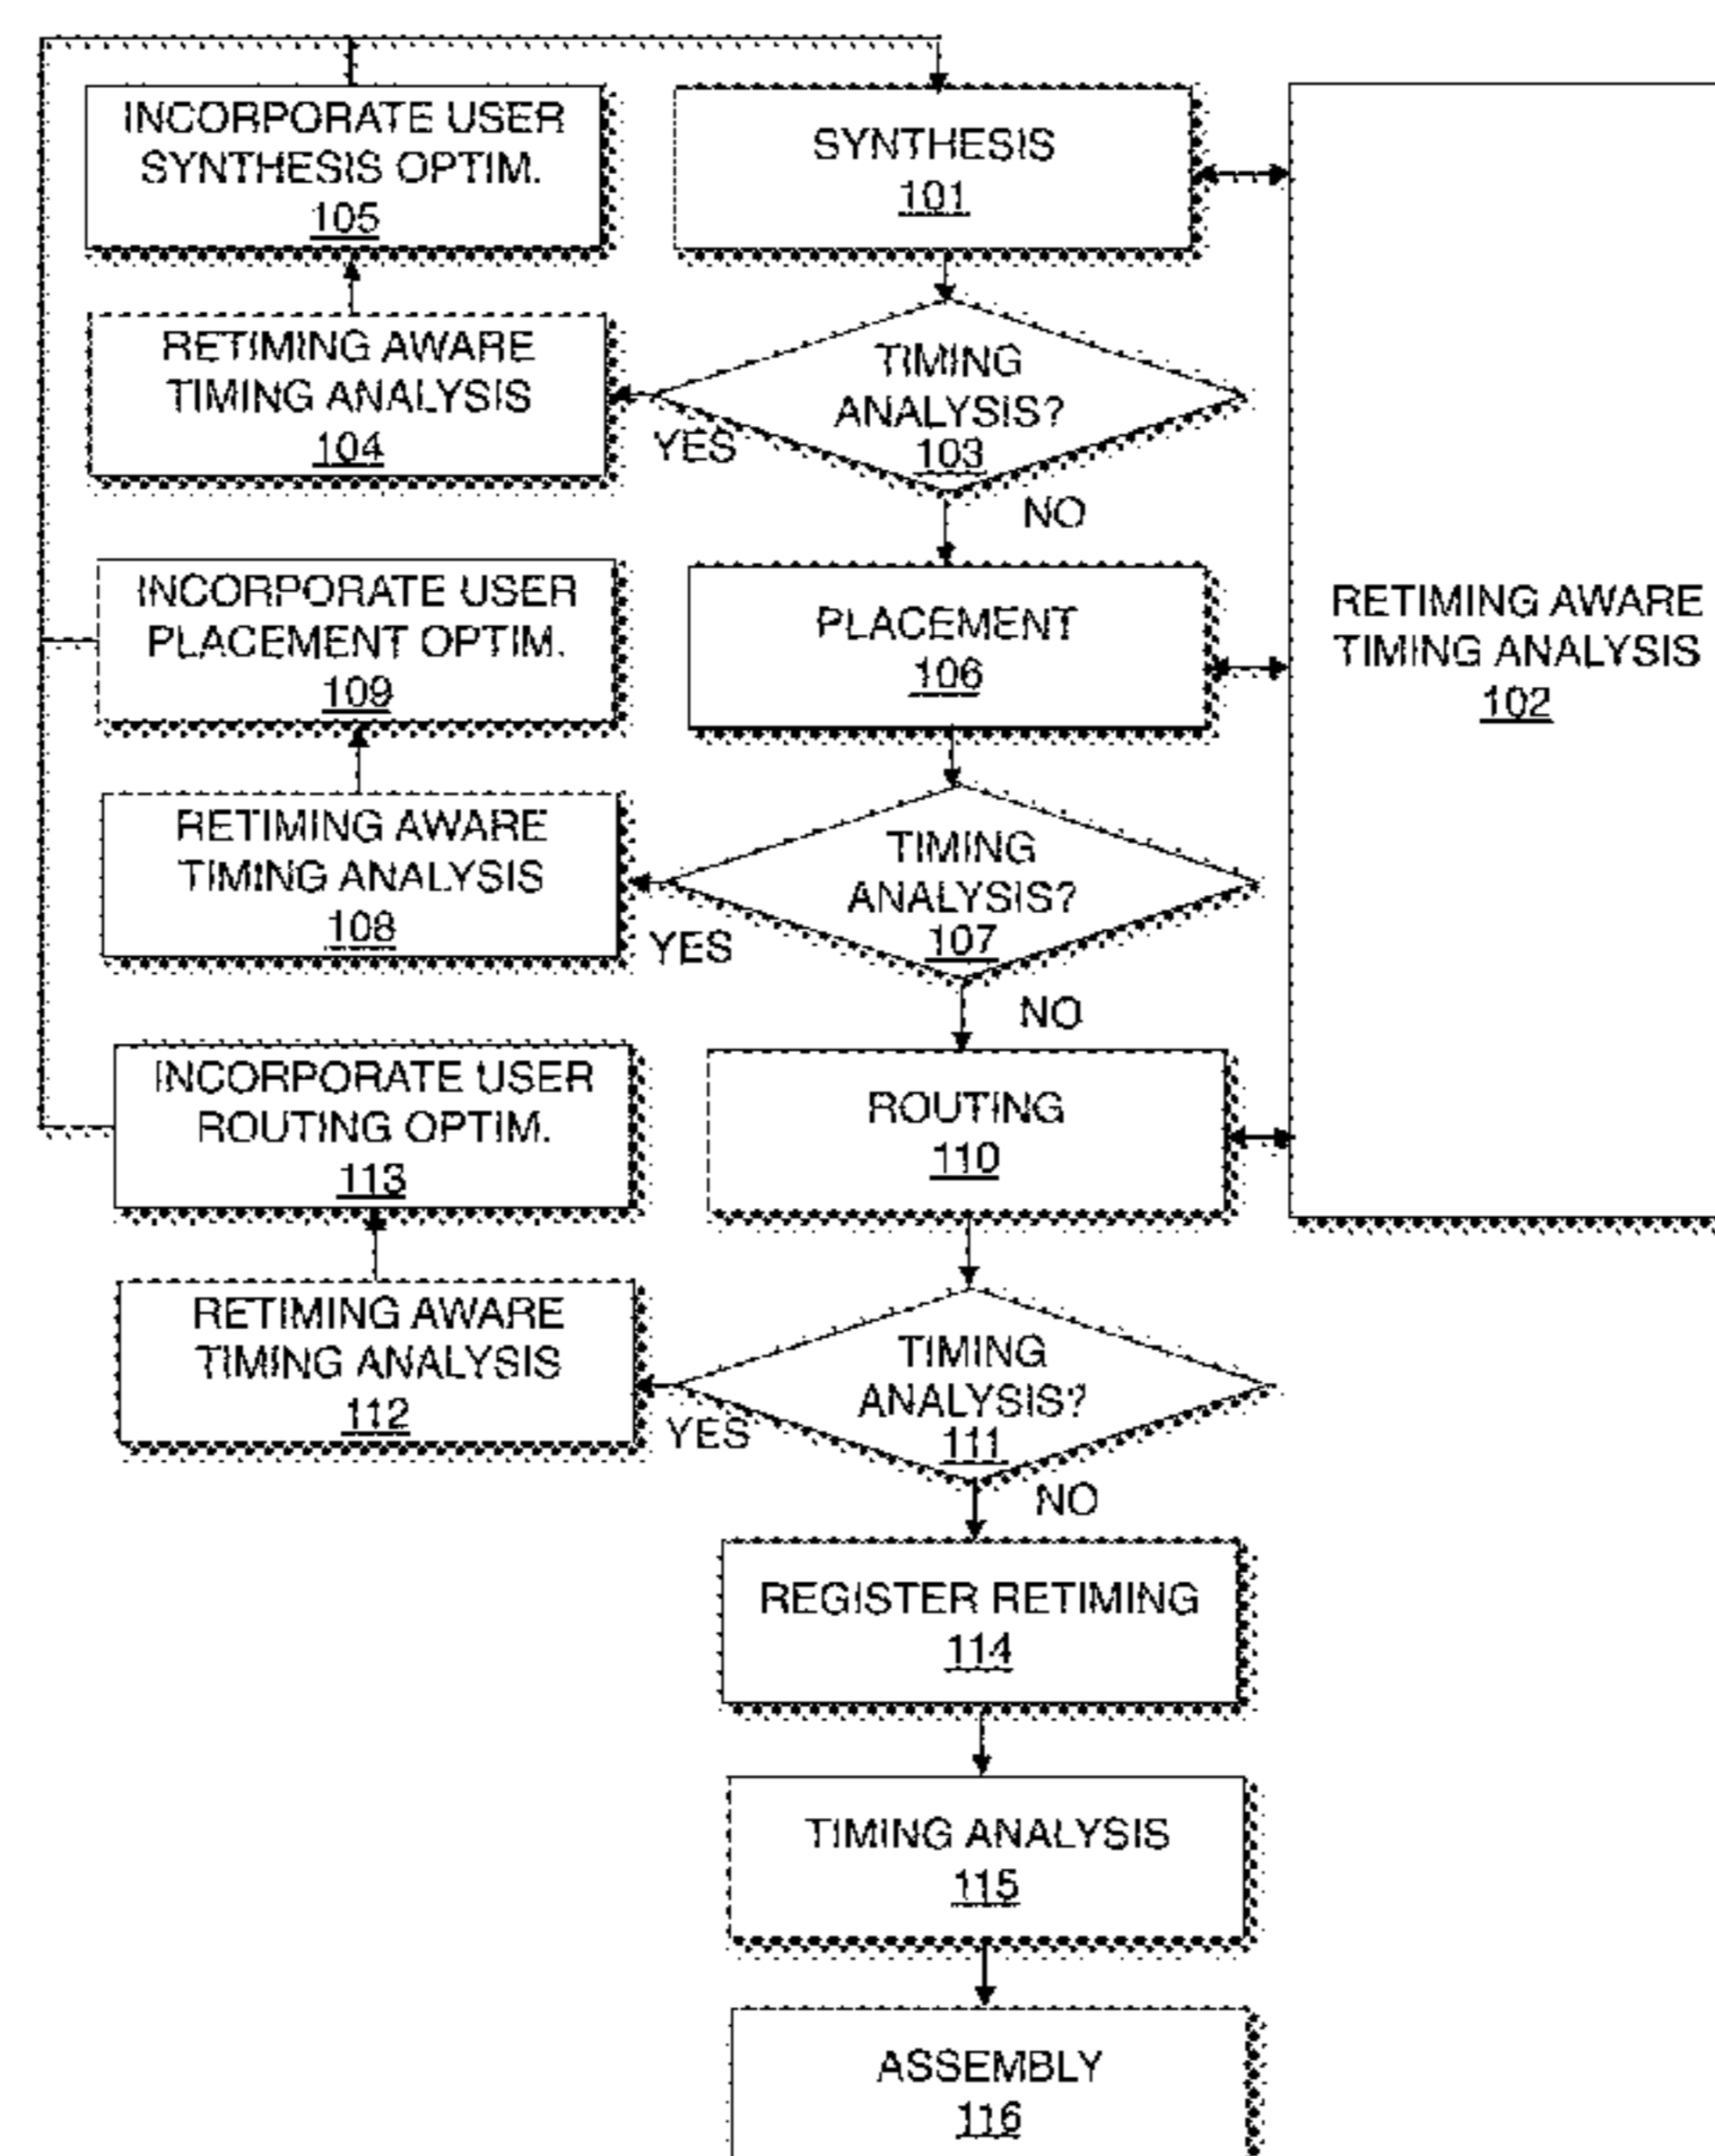 INCORPORATE USER
SYNTHESIS OPTIM.
105
SYNTHESIS
101
RETIMING AWARE
TIMING ANALYSIS
104
TIMING
ANALYSIS?
103
YES
NO
INCORPORATE USER
PLACEMENT OPTIM.
109
PLACEMENT
106
RETIMING AWARE
TIMING ANALYSIS
102
RETIMING AWARE
TIMING ANALYSIS
108
TIMING
ANALYSIS?
107
YES
NO
INCORPORATE USER
ROUTING OPTIM.
113
ROUTING
110
RETIMING AWARE
TIMING ANALYSIS
112
TIMING
ANALYSIS?
111
YES
NO
REGISTER RETIMING
114
TIMING ANALYSIS
115
ASSEMBLY
116